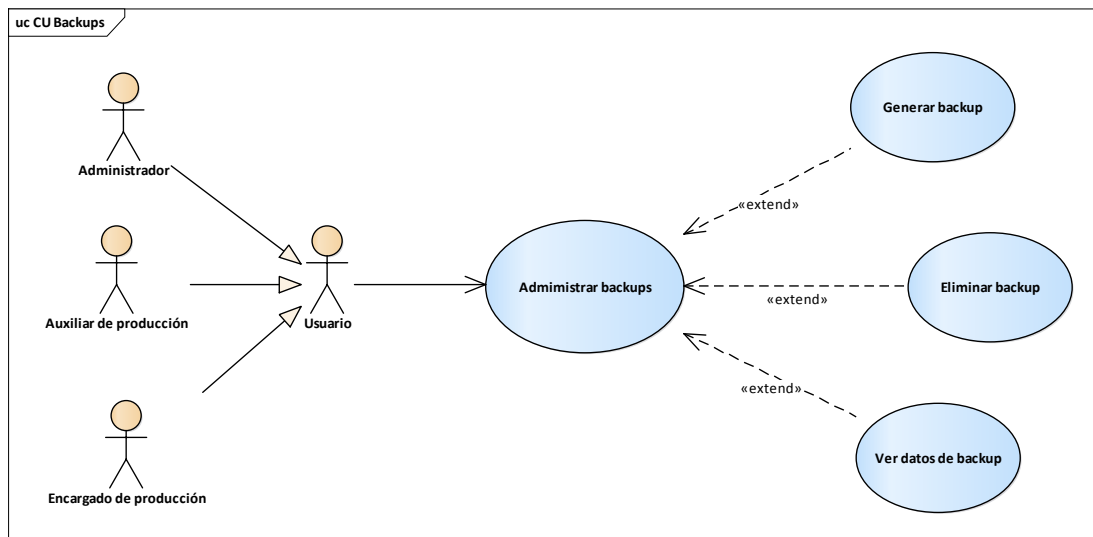 uc CU Backups
Administrador
Auxiliar de producción
Encargado de producción
Usuario
Admimistrar backups
«extend»
«extend»
«extend»
Generar backup
Eliminar backup
Ver datos de backup